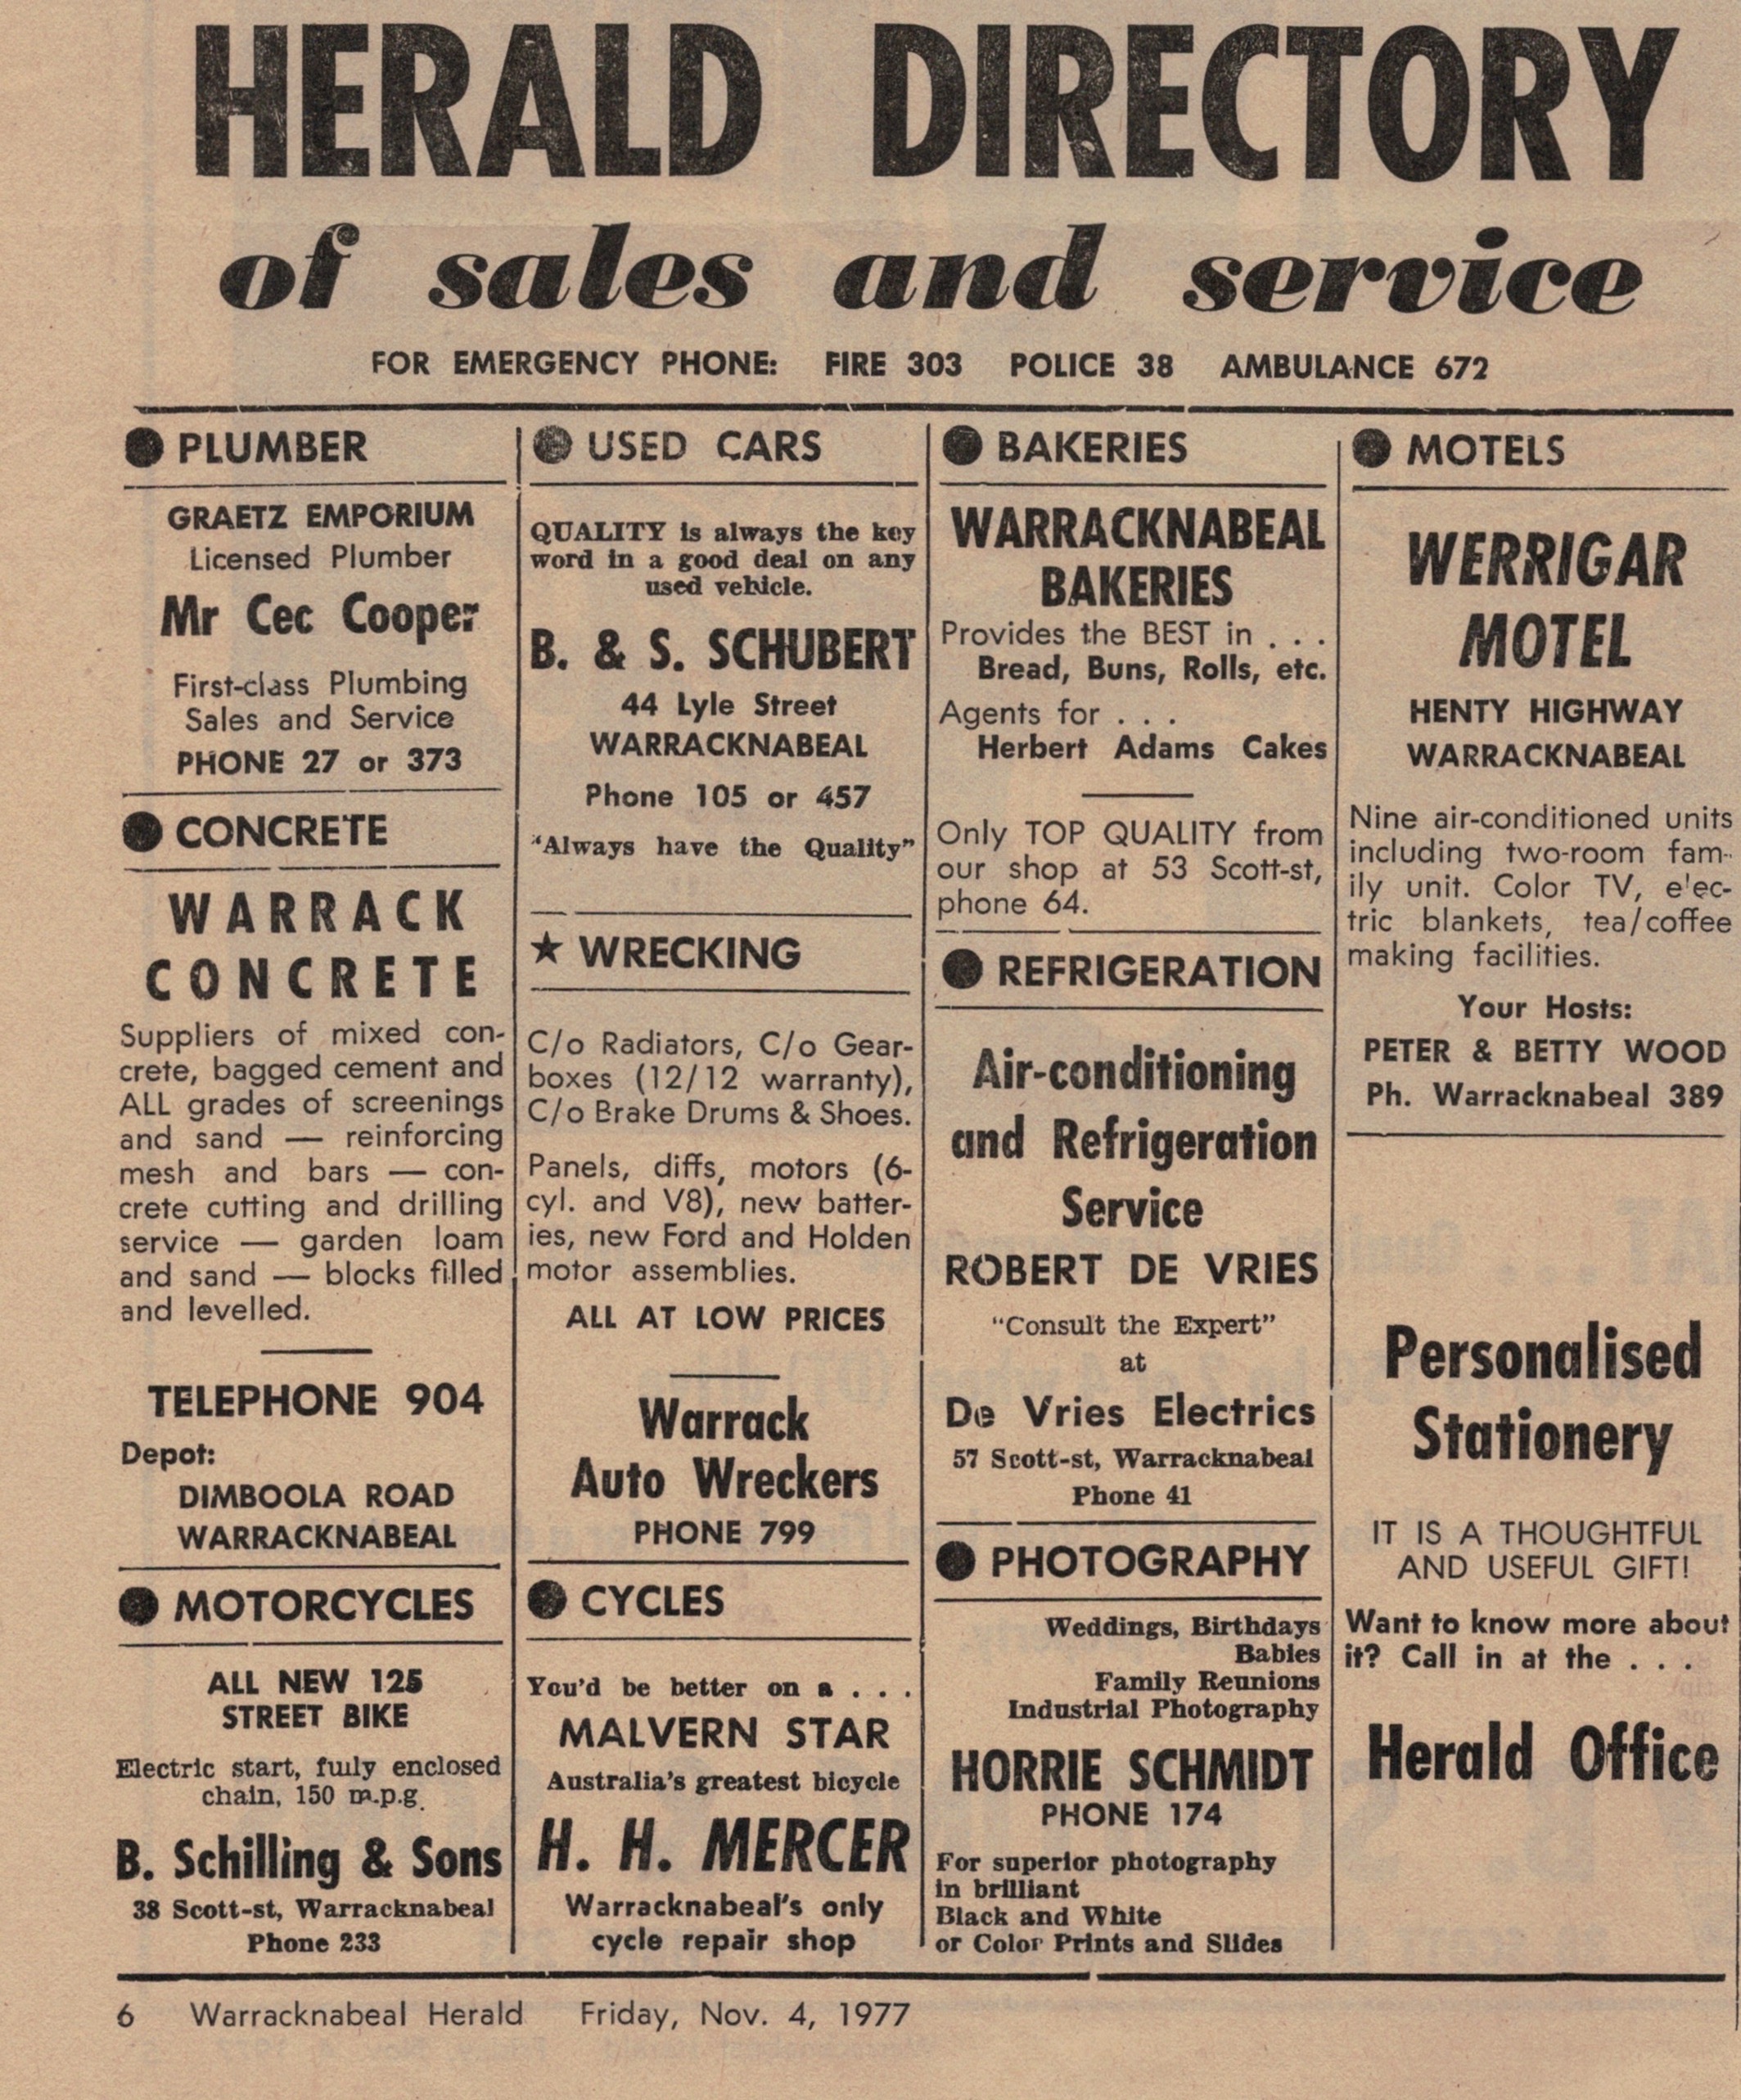 HERALD DIRECTORY
of sales and service
FOR EMERGENCY PHONE: FIRE 303 POLICE 38 AMBULANCE 672
PLUMBER
GRAETZ EMPORIUM
Licensed Plumber
Mr Cec Cooper
First-class Plumbing
Sales and Service
PHONE 27 or 373
CONCRETE
WARRACK
CONCRETE
Suppliers of mixed con-
crete, bagged cement and
ALL grades of screenings
and sand — reinforcing
mesh and bars — con-
crete cutting and drilling
service — garden loam
and sand — blocks filled
and levelled.
TELEPHONE 904
Depot:
DIMBOOLA ROAD
WARRACKNABEAL
MOTORCYCLES
ALL NEW 125
STREET BIKE
Electric start, fully enclosed
chain, 150 m.p.g.
B. Schilling & Sons
38 Scott-st, Warracknabeal
Phone 233
USED CARS
QUALITY is always the key
word in a good deal on any
used vehicle.
B. & S. SCHUBERT
44 Lyle Street
WARRACKNABEAL
Phone 105 or 457
"Always have the Quality"
★ WRECKING
C/o Radiators, C/o Gear-
boxes (12/12 warranty),
C/o Brake Drums & Shoes.
Panels, diffs, motors (6-
cyl. and V8), new batter-
ies, new Ford and Holden
motor assemblies.
ALL AT LOW PRICES
Warrack
Auto Wreckers
PHONE 799
CYCLES
You'd be better on a . . .
MALVERN STAR
Australia's greatest bicycle
H. H. MERCER
Warracknabeal's only
cycle repair shop
BAKERIES
WARRACKNABEAL
BAKERIES
Provides the BEST in . . .
Bread, Buns, Rolls, etc.
Agents for . . .
Herbert Adams Cakes
Only TOP QUALITY from
our shop at 53 Scott-st,
phone 64.
REFRIGERATION
Air-conditioning
and Refrigeration
Service
ROBERT DE VRIES
"Consult the Expert"
at
De Vries Electrics
57 Scott-st, Warracknabeal
Phone 41
PHOTOGRAPHY
Weddings, Birthdays
Babies
Family Reunions
Industrial Photography
HORRIE SCHMIDT
PHONE 174
For superior photography
in brilliant
Black and White
or Color Prints and Slides
MOTELS
WERRIGAR
MOTEL
HENTY HIGHWAY
WARRACKNABEAL
Nine air-conditioned units
including two-room fam-
ily unit. Color TV, elec-
tric blankets, tea/coffee
making facilities.
Your Hosts:
PETER & BETTY WOOD
Ph. Warracknabeal 389
Personalised
Stationery
IT IS A THOUGHTFUL
AND USEFUL GIFT!
Want to know more about
it? Call in at the . . .
Herald Office
6 Warracknabeal Herald Friday, Nov. 4, 1977